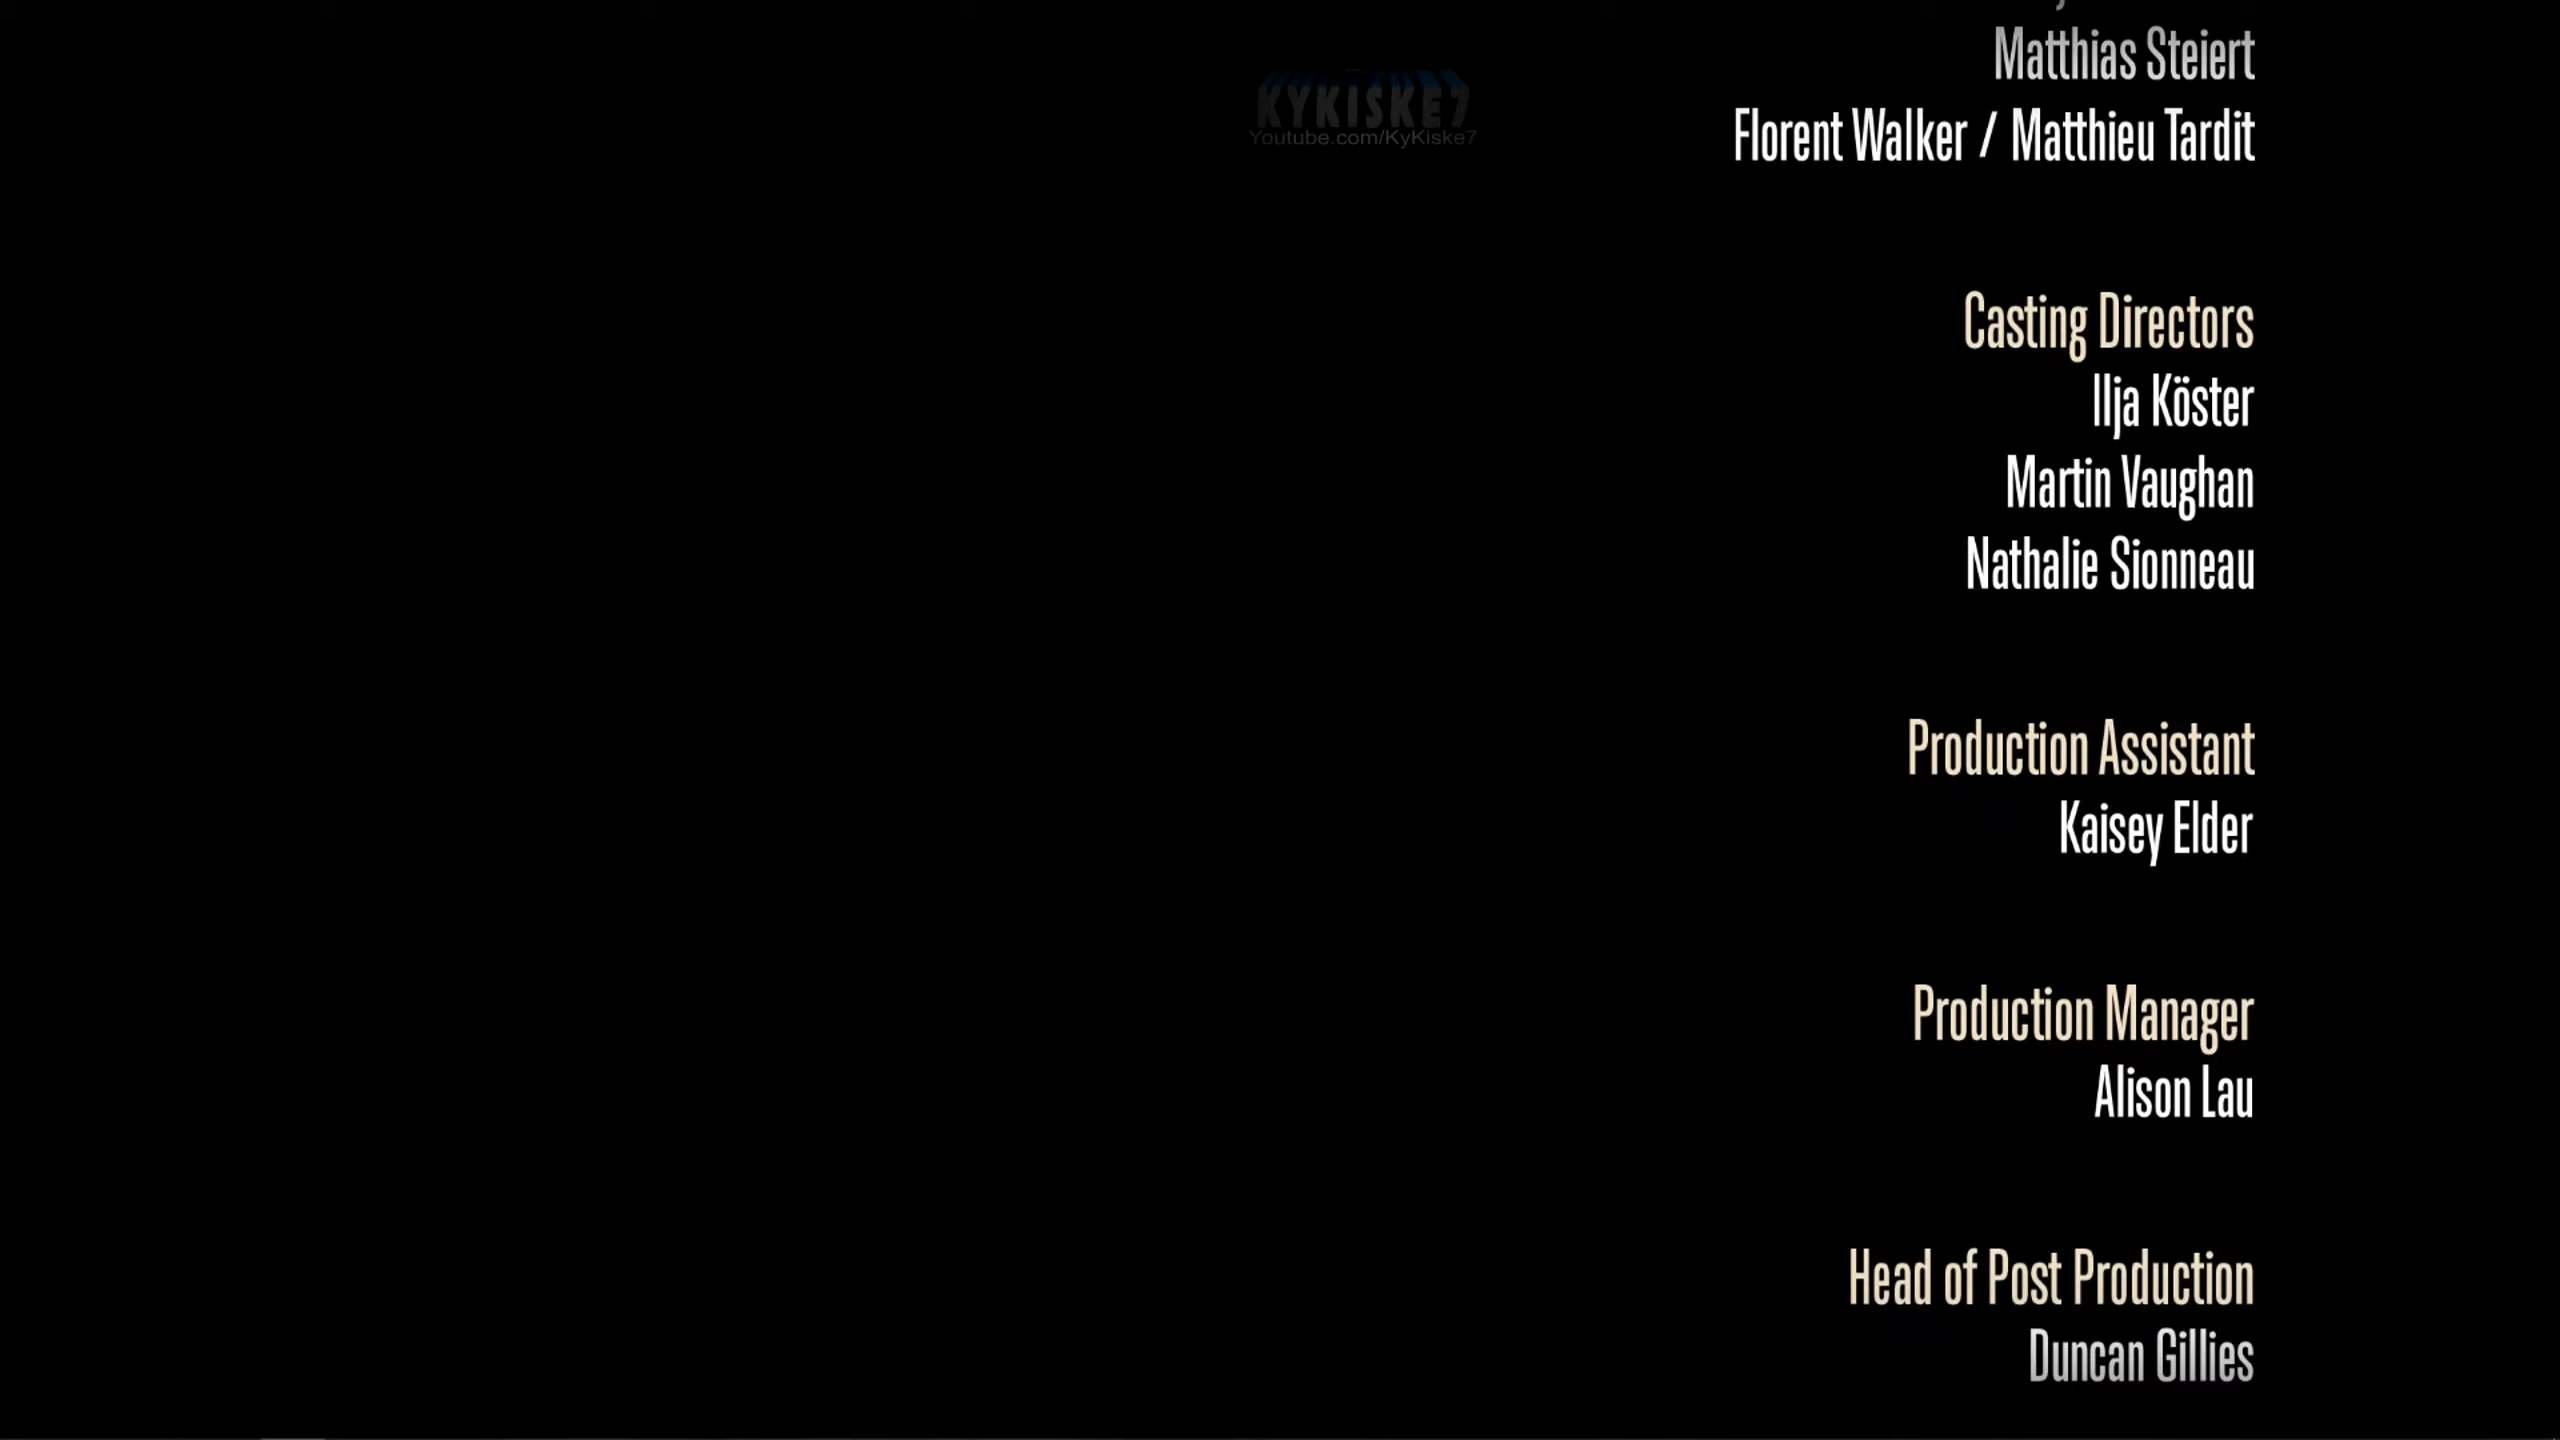 Matthias Steiert
KYKISKE7
Youtube.com/KyKiske7
Florent Walker / Matthieu Tardit
Casting Directors
Ilja Köster
Martin Vaughan
Nathalie Sionneau
Production Assistant
Kaisey Elder
Production Manager
Alison Lau
Head of Post Production
Duncan Gillies